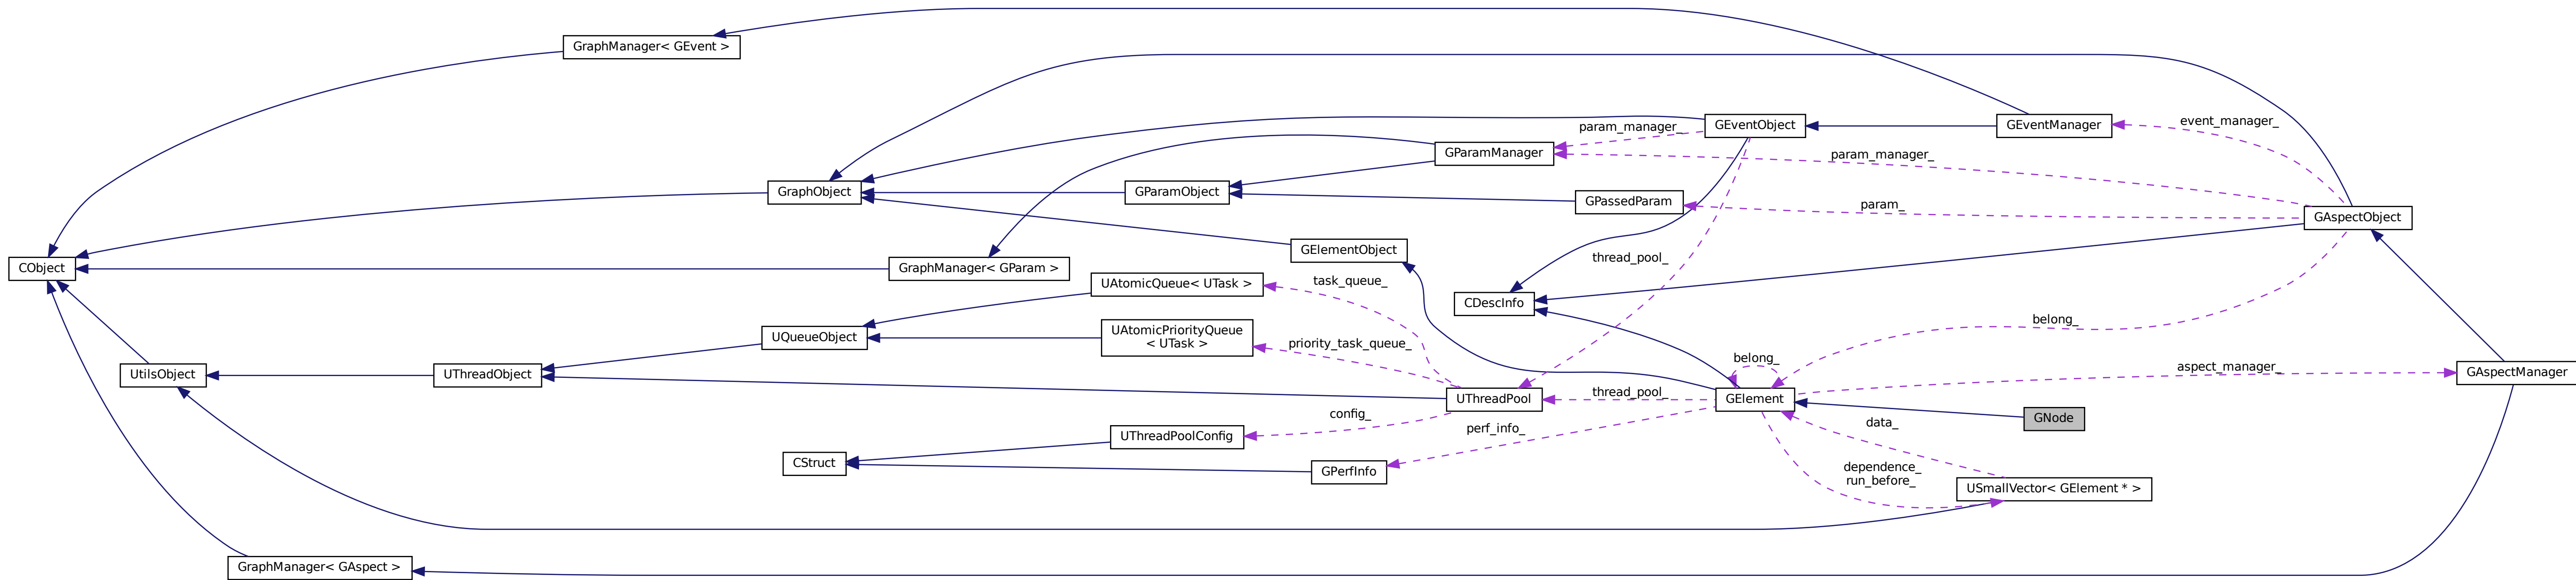 GraphManager< GEvent >
GEventObject
GEventManager
event_manager_
param_manager_
GParamManager
param_manager_
GraphObject
GParamObject
GPassedParam
param_
GAspectObject
GElementObject
thread_pool_
CObject
GraphManager< GParam >
UAtomicQueue< UTask >
task_queue_
CDescInfo
belong_
UQueueObject
UAtomicPriorityQueue
< UTask >
priority_task_queue_
belong_
aspect_manager_
GAspectManager
UtilsObject
UThreadObject
UThreadPool
thread_pool_
GElement
GNode
config_
perf_info_
data_
UThreadPoolConfig
CStruct
GPerfInfo
dependence_
run_before_
USmallVector< GElement * >
GraphManager< GAspect >